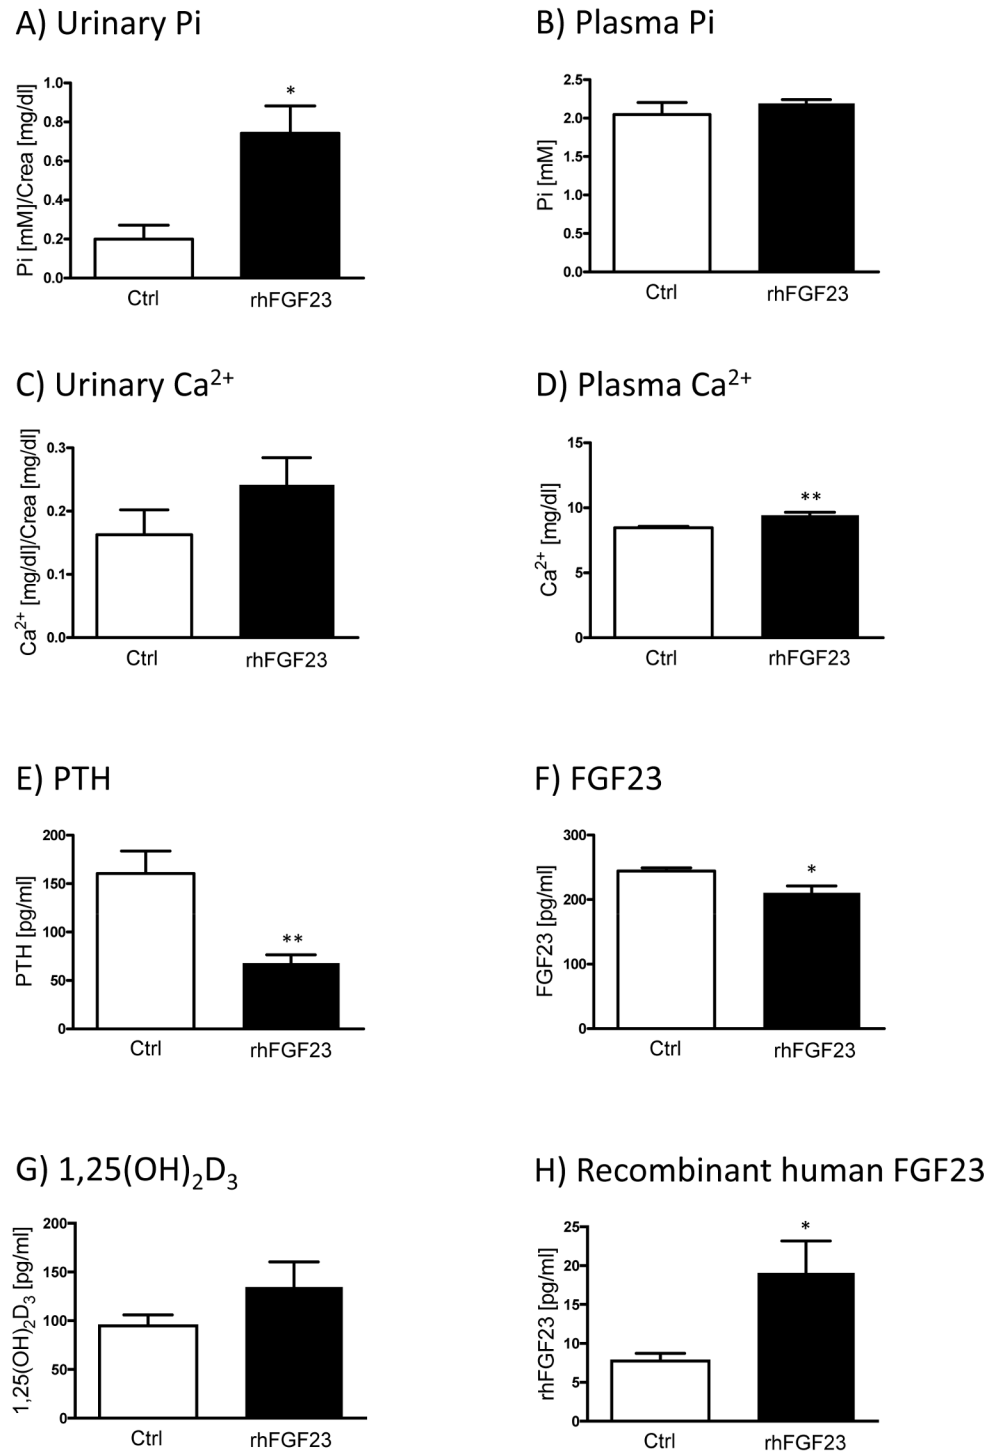 A) Urinary Pi
B) Plasma Pi
Pi [mM]/Crea [mg/dl]
1.0
0.8
0.6
0.4
0.2
0.0
*
Ctrl
rhFGF23
Pi [mM]
2.5
2.0
1.5
1.0
0.5
0.0
Ctrl
rhFGF23
C) Urinary Ca²⁺
D) Plasma Ca²⁺
Ca²⁺ [mg/dl]/Crea [mg/dl]
0.3
0.2
0.1
0.0
Ctrl
rhFGF23
Ca²⁺ [mg/dl]
15
10
5
0
**
Ctrl
rhFGF23
E) PTH
F) FGF23
PTH [pg/ml]
200
150
100
50
0
**
Ctrl
rhFGF23
FGF23 [pg/ml]
300
200
100
0
*
Ctrl
rhFGF23
G) 1,25(OH)₂D₃
H) Recombinant human FGF23
1,25(OH)₂D₃ [pg/ml]
200
150
100
50
0
Ctrl
rhFGF23
rhFGF23 [pg/ml]
25
20
15
10
5
0
*
Ctrl
rhFGF23